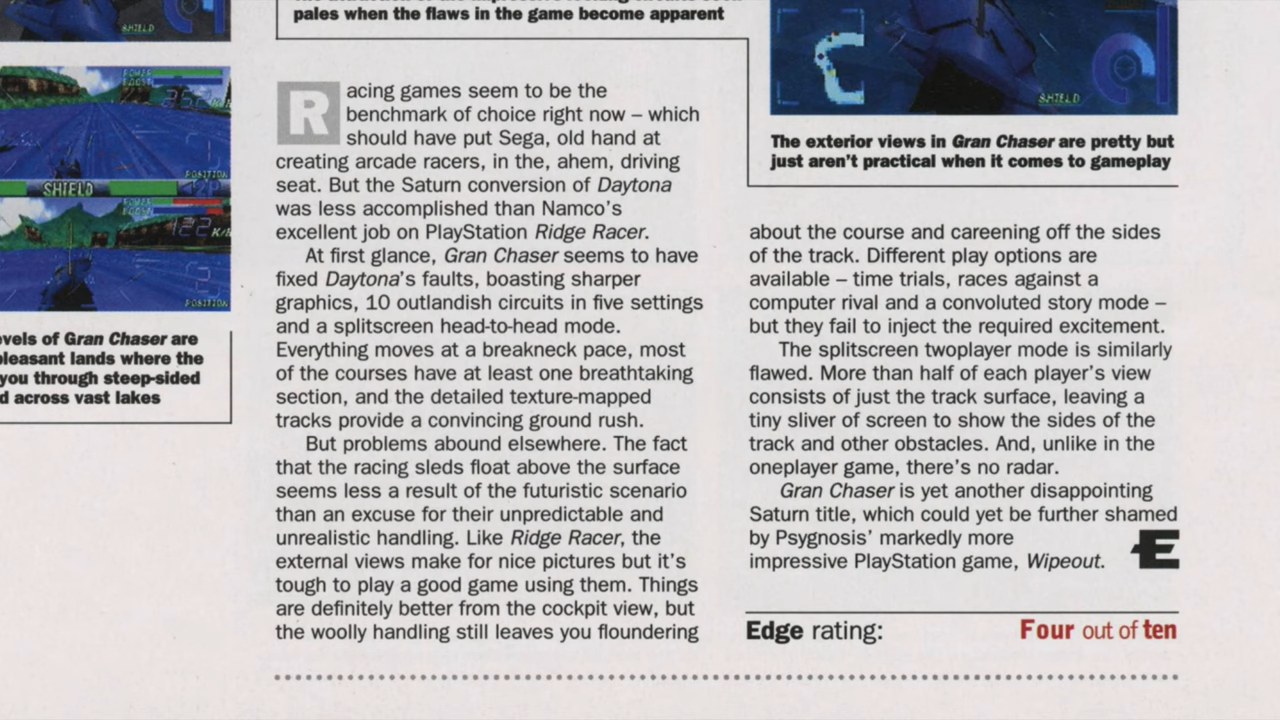 pales when the flaws in the game become apparent
SHIELD
POWER
BOOST
POSITION
SHIELD
POWER
BOOST
122 K/H
POSITION
evels of Gran Chaser are
pleasant lands where the
you through steep-sided
d across vast lakes
Racing games seem to be the
benchmark of choice right now – which
should have put Sega, old hand at
creating arcade racers, in the, ahem, driving
seat. But the Saturn conversion of Daytona
was less accomplished than Namco's
excellent job on PlayStation Ridge Racer.
At first glance, Gran Chaser seems to have
fixed Daytona's faults, boasting sharper
graphics, 10 outlandish circuits in five settings
and a splitscreen head-to-head mode.
Everything moves at a breakneck pace, most
of the courses have at least one breathtaking
section, and the detailed texture-mapped
tracks provide a convincing ground rush.
But problems abound elsewhere. The fact
that the racing sleds float above the surface
seems less a result of the futuristic scenario
than an excuse for their unpredictable and
unrealistic handling. Like Ridge Racer, the
external views make for nice pictures but it's
tough to play a good game using them. Things
are definitely better from the cockpit view, but
the woolly handling still leaves you floundering
SHIELD
The exterior views in Gran Chaser are pretty but
just aren't practical when it comes to gameplay
about the course and careening off the sides
of the track. Different play options are
available – time trials, races against a
computer rival and a convoluted story mode –
but they fail to inject the required excitement.
The splitscreen twoplayer mode is similarly
flawed. More than half of each player's view
consists of just the track surface, leaving a
tiny sliver of screen to show the sides of the
track and other obstacles. And, unlike in the
oneplayer game, there's no radar.
Gran Chaser is yet another disappointing
Saturn title, which could yet be further shamed
by Psygnosis' markedly more
impressive PlayStation game, Wipeout.
E
Edge rating: Four out of ten